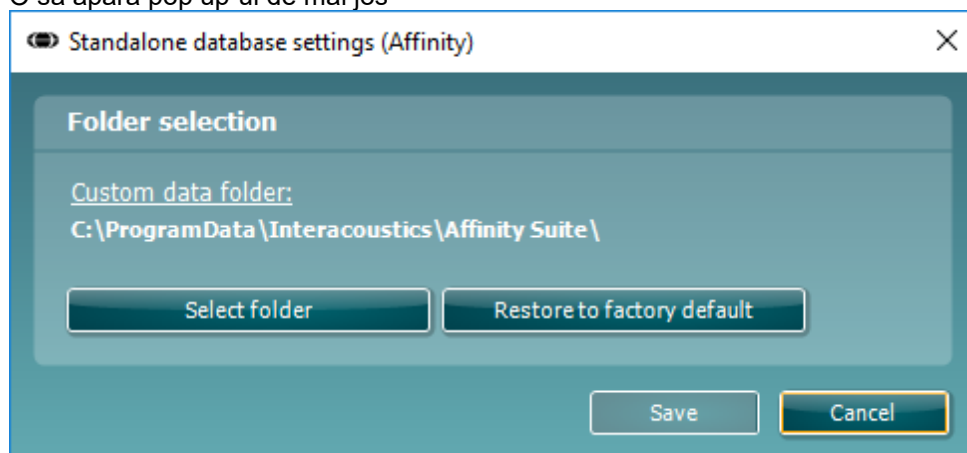 O sa apara pop up-ul de mai jos
Standalone database settings (Affinity)
Folder selection
Custom data folder:
C:\ProgramData\Interacoustics\Affinity Suite\
Select folder
Restore to factory default
Save
Cancel